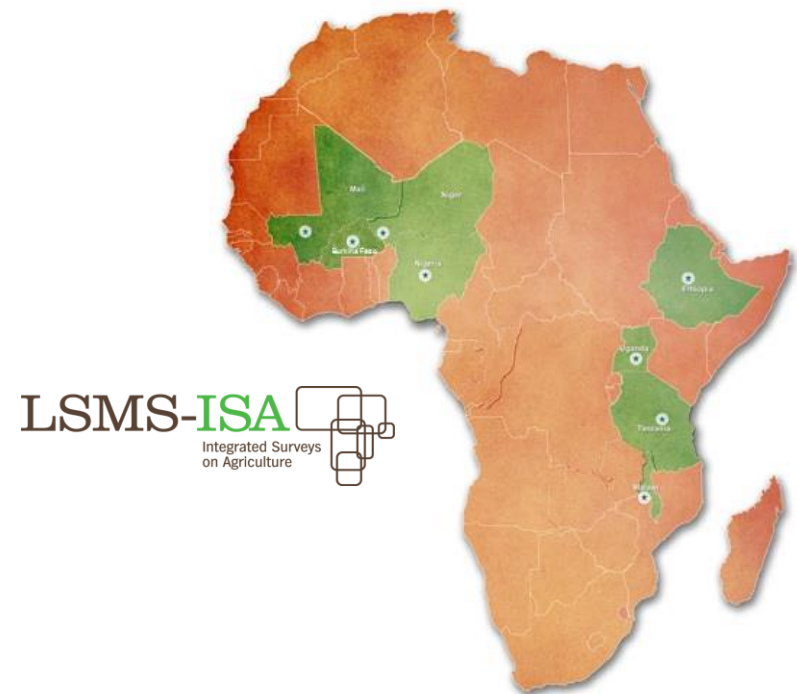 Mali
Niger
Burkina Faso
Nigeria
Ethiopia
Uganda
Tanzania
Malawi
LSMS-ISA
Integrated Surveys
on Agriculture